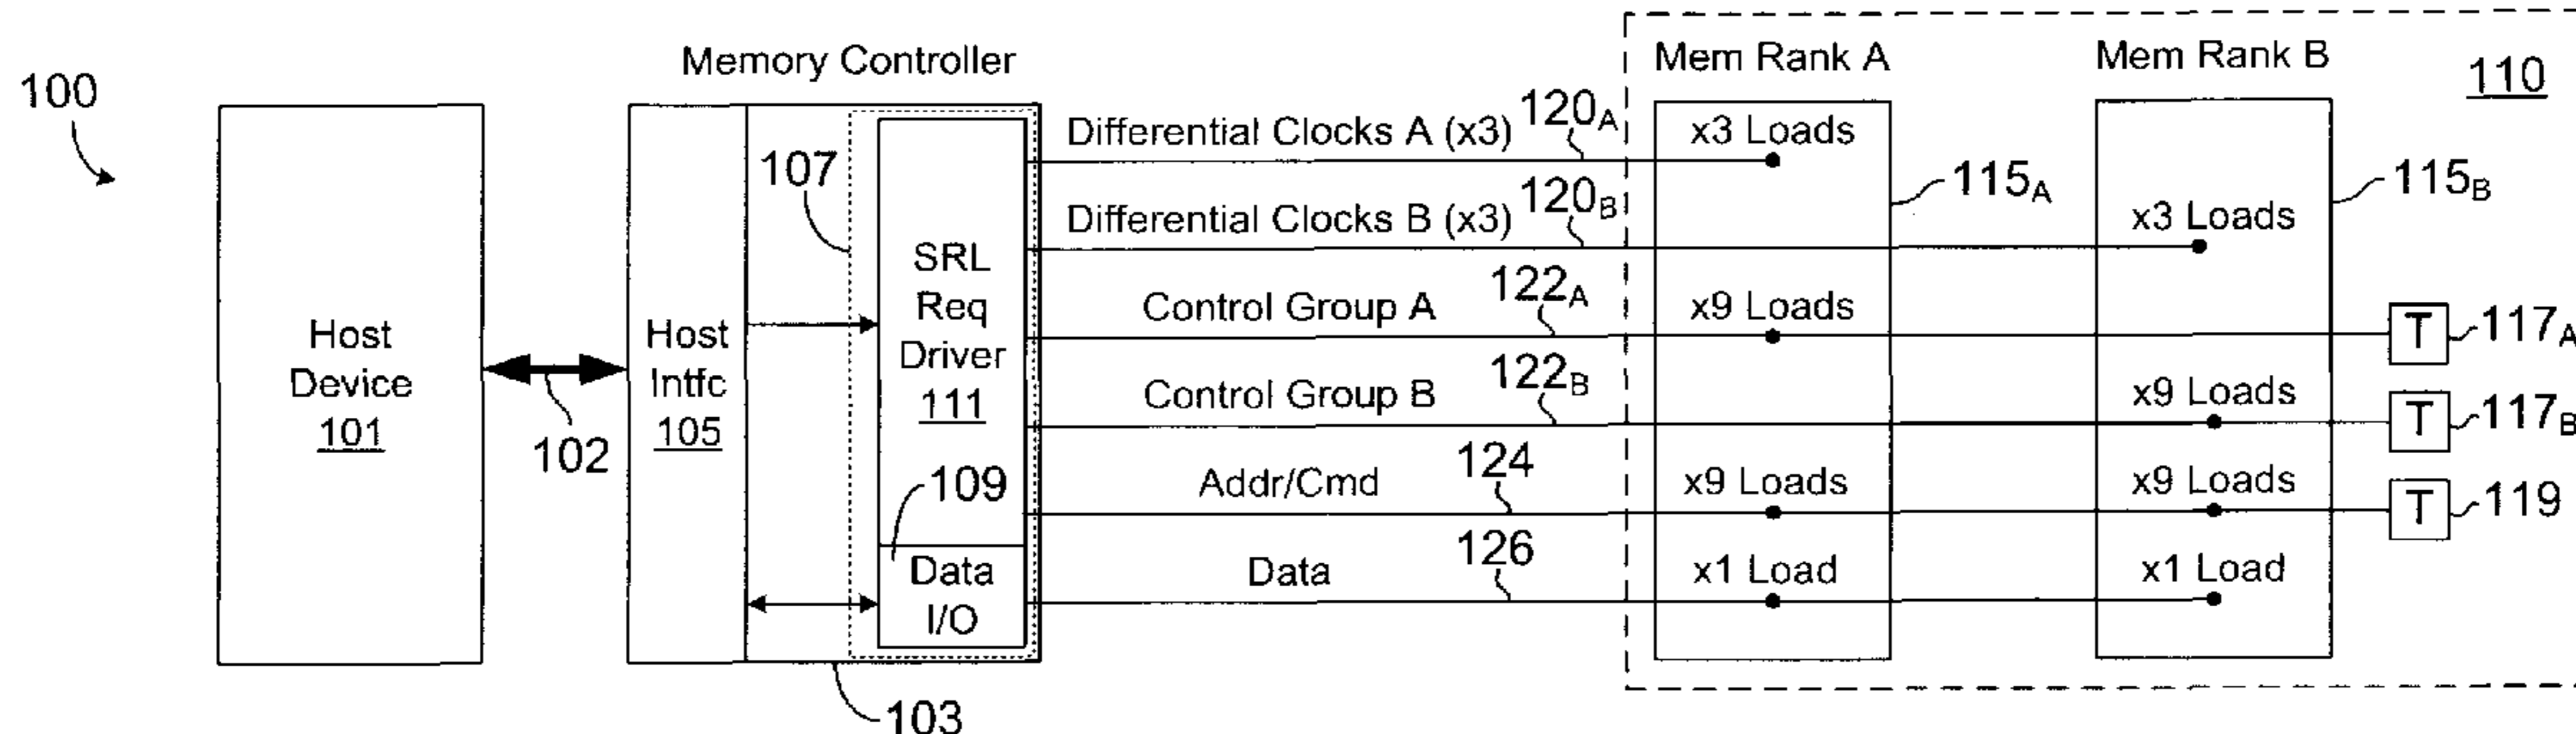 100
Host
Device
101
102
Memory Controller
Host
Intfc
105
107
SRL
Req
Driver
111
109
Data
I/O
103
Differential Clocks A (x3)
120A
Differential Clocks B (x3)
120B
Control Group A
122A
Control Group B
122B
Addr/Cmd
124
Data
126
Mem Rank A
x3 Loads
x9 Loads
x9 Loads
x1 Load
115A
Mem Rank B
x3 Loads
x9 Loads
x9 Loads
x1 Load
115B
110
T
117A
T
117B
T
119